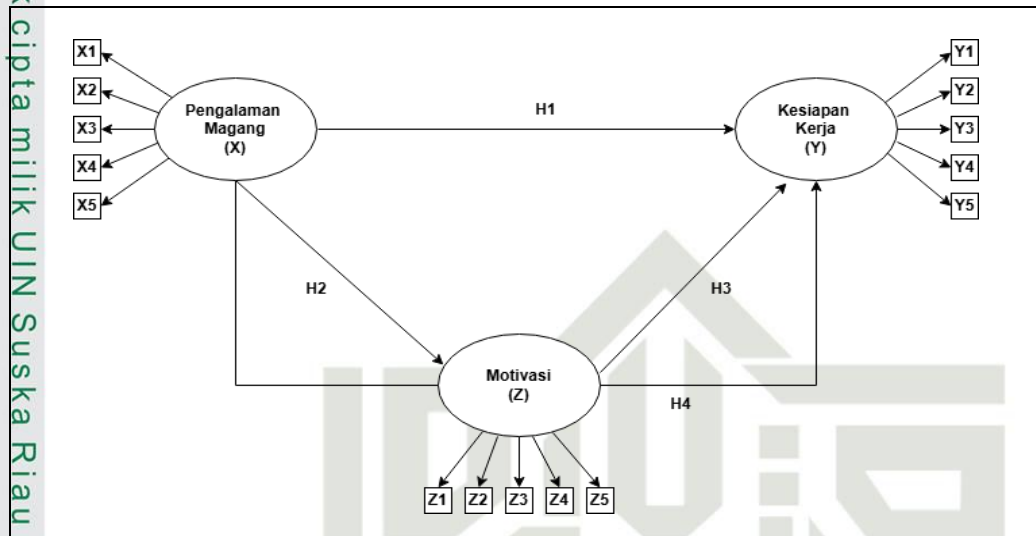 k cipta milik UIN Suska Riau
X1
X2
X3
X4
X5
Pengalaman
Magang
(X)
H1
Kesiapan
Kerja
(Y)
Y1
Y2
Y3
Y4
Y5
H2
H3
Motivasi
(Z)
H4
Z1
Z2
Z3
Z4
Z5